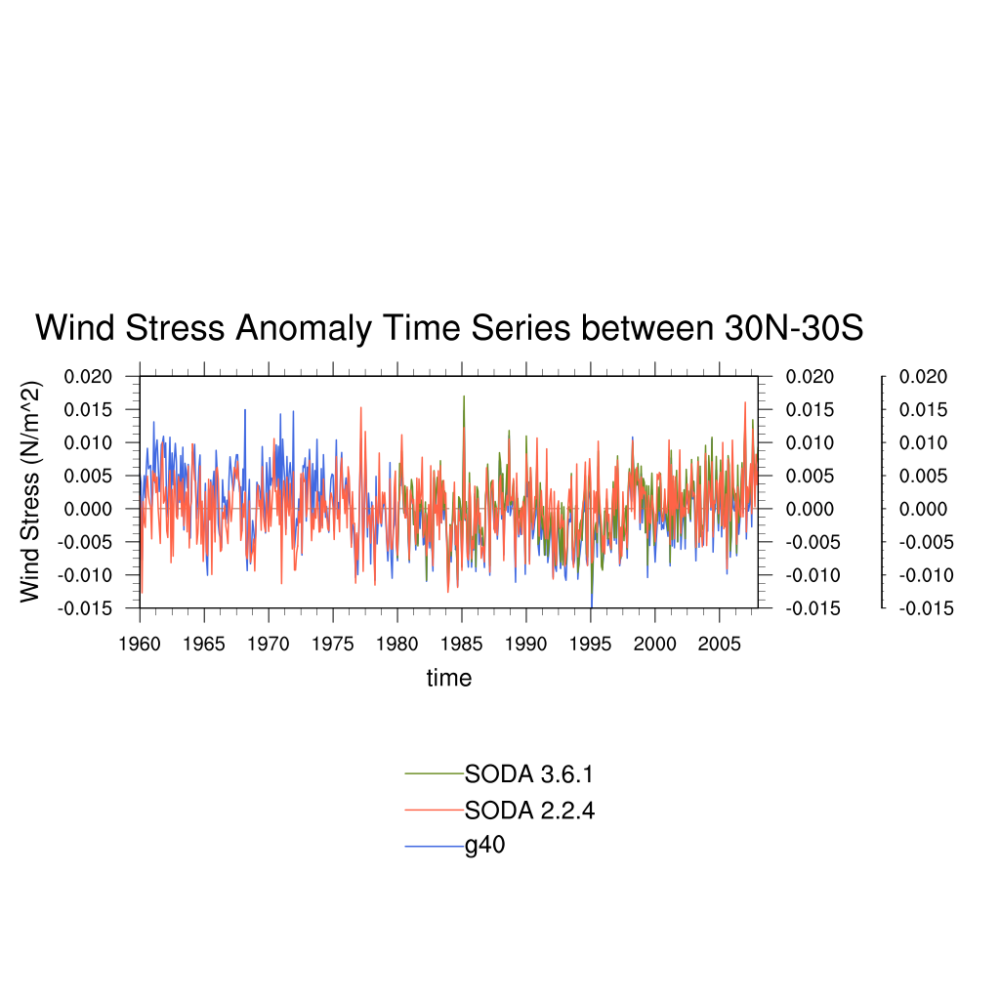 Wind Stress Anomaly Time Series between 30N-30S
Wind Stress (N/m^2)
0.020 0.020 0.020
0.015 0.015 0.015
0.010 0.010 0.010
0.005 0.005 0.005
0.000 0.000 0.000
-0.005 -0.005 -0.005
-0.010 -0.010 -0.010
-0.015 -0.015 -0.015
1960 1965 1970 1975 1980 1985 1990 1995 2000 2005
time
SODA 3.6.1
SODA 2.2.4
g40